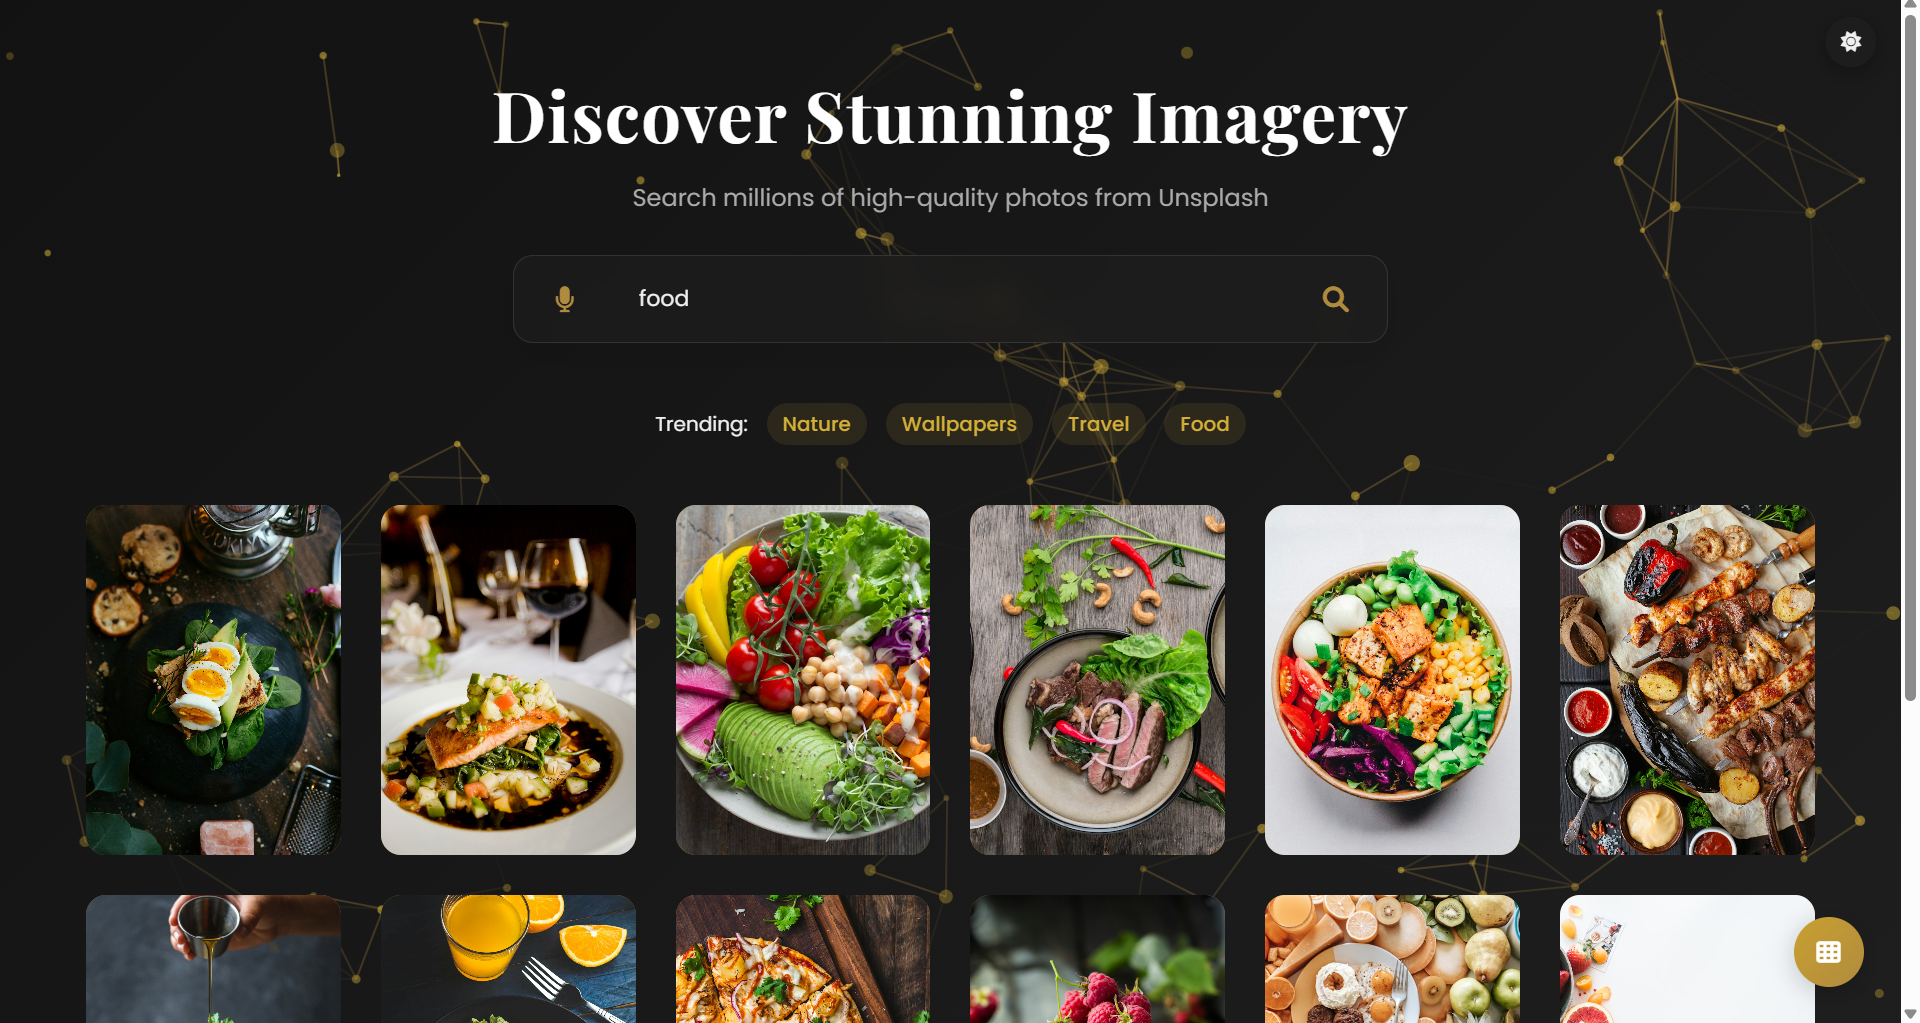 Discover Stunning Imagery
Search millions of high-quality photos from Unsplash
food
Trending: Nature Wallpapers Travel Food